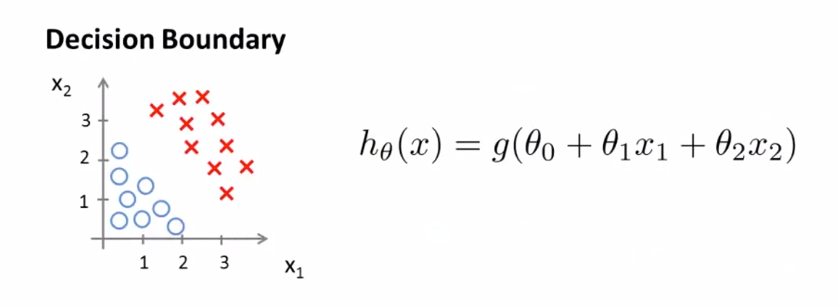 Decision Boundary
x₂
3
2
1
1 2 3
x₁
hθ(x) = g(θ₀ + θ₁x₁ + θ₂x₂)